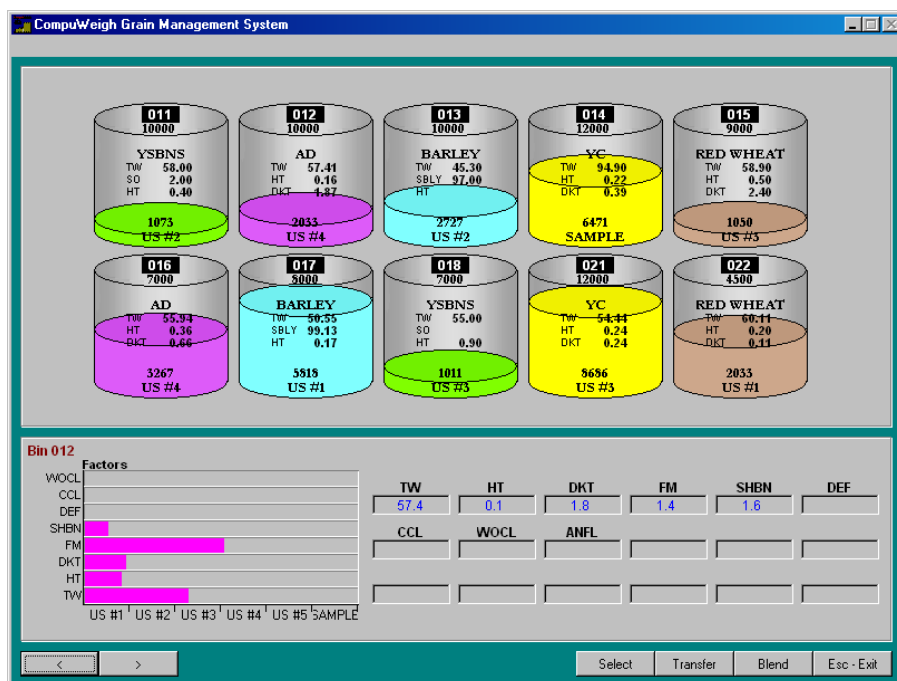 CompuWeigh Grain Management System
011 012 013 014 015
10000 10000 10000 12000 9000
YSBNS AD BARLEY YC RED WHEAT
TW 58.00 TW 57.41 TW 45.30 TW 94.90 TW 58.90
SO 2.00 HT 0.16 SBLY 97.00 HT 0.22 HT 0.50
HT 0.40 DKT 1.87 HT DKT 0.39 DKT 2.40
1073 2033 2727 6471 1050
US #2 US #4 US #2 SAMPLE US #3
016 017 018 021 022
7000 8000 7000 12000 4500
AD BARLEY YSBNS YC RED WHEAT
TW 55.94 TW 50.55 TW 55.00 TW 54.44 TW 60.11
HT 0.36 SBLY 99.13 SO HT 0.24 HT 0.20
DKT 0.66 HT 0.17 HT 0.90 DKT 0.24 DKT 0.11
3267 5818 1011 8686 2033
US #4 US #1 US #3 US #3 US #1
Bin 012
Factors
WOCL
CCL
DEF
SHBN
FM
DKT
HT
TW
US #1 US #2 US #3 US #4 US #5 SAMPLE
TW HT DKT FM SHBN DEF
57.4 0.1 1.8 1.4 1.6
CCL WOCL ANFL
< > Select Transfer Blend Esc - Exit